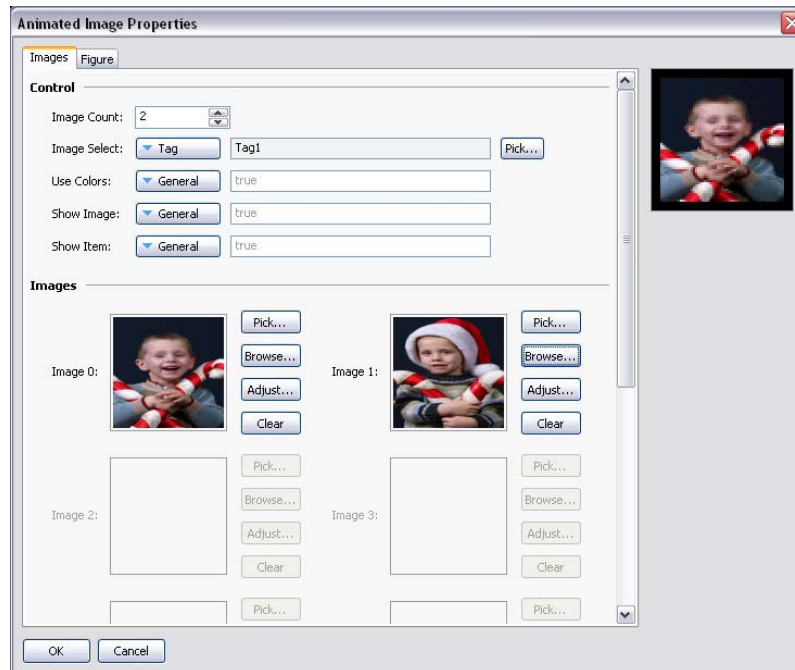 Animated Image Properties
Images Figure
Control
Image Count: 2
Image Select: Tag Tag1 Pick...
Use Colors: General true
Show Image: General true
Show Item: General true
Images
Image 0: Pick... Browse... Adjust... Clear
Image 1: Pick... Browse... Adjust... Clear
Image 2: Pick... Browse... Adjust... Clear
Image 3: Pick... Browse... Adjust... Clear
Pick... Pick...
OK Cancel